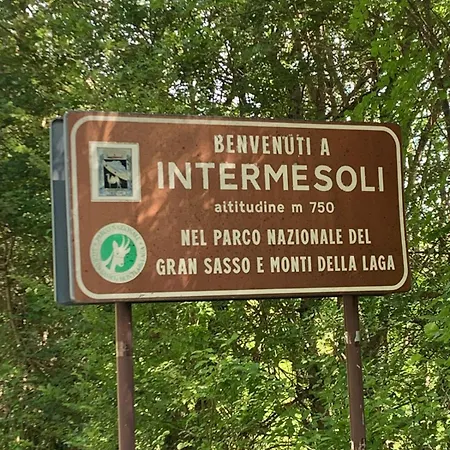 BENVENUTI A
INTERMESOLI
altitudine m 750
NEL PARCO NAZIONALE DEL
GRAN SASSO E MONTI DELLA LAGA